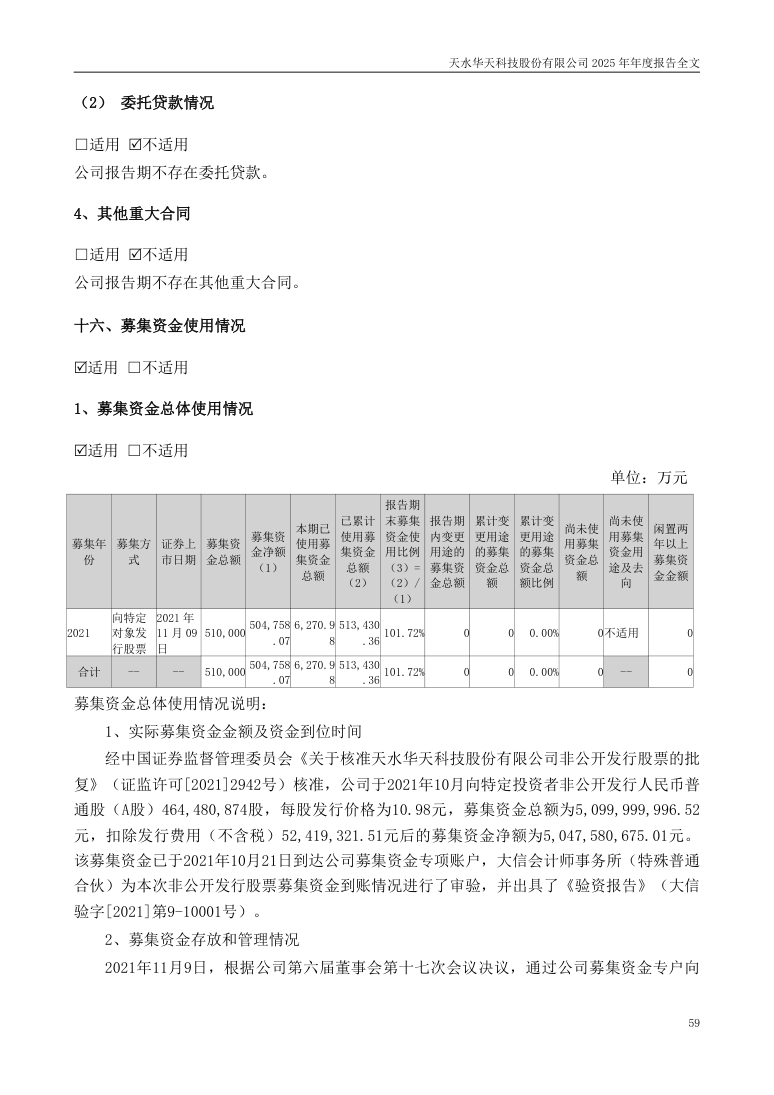 天水华天科技股份有限公司 2025 年年度报告全文
（2） 委托贷款情况
□适用 ☑不适用
公司报告期不存在委托贷款。
4、其他重大合同
□适用 ☑不适用
公司报告期不存在其他重大合同。
十六、募集资金使用情况
☑适用 □不适用
1、募集资金总体使用情况
☑适用 □不适用
单位：万元
募集年份 募集方式 证券上市日期 募集资金总额 募集资金净额（1） 本期已使用募集资金总额 已累计使用募集资金总额（2） 报告期末募集资金使用比例（3）=（2）/（1） 报告期内变更用途的募集资金总额 累计变更用途的募集资金总额 累计变更用途的募集资金总额比例 尚未使用募集资金总额 尚未使用募集资金用途及去向 闲置两年以上募集资金金额
2021 向特定对象发行股票 2021 年 11 月 09 日 510,000 504,758.07 6,270.98 513,430.36 101.72% 0 0 0.00% 0 不适用 0
合计 -- -- 510,000 504,758.07 6,270.98 513,430.36 101.72% 0 0 0.00% 0 -- 0
募集资金总体使用情况说明：
1、实际募集资金金额及资金到位时间
经中国证券监督管理委员会《关于核准天水华天科技股份有限公司非公开发行股票的批
复》（证监许可[2021]2942号）核准，公司于2021年10月向特定投资者非公开发行人民币普
通股（A股）464,480,874股，每股发行价格为10.98元，募集资金总额为5,099,999,996.52
元，扣除发行费用（不含税）52,419,321.51元后的募集资金净额为5,047,580,675.01元。
该募集资金已于2021年10月21日到达公司募集资金专项账户，大信会计师事务所（特殊普通
合伙）为本次非公开发行股票募集资金到账情况进行了审验，并出具了《验资报告》（大信
验字[2021]第9-10001号）。
2、募集资金存放和管理情况
2021年11月9日，根据公司第六届董事会第十七次会议决议，通过公司募集资金专户向
59